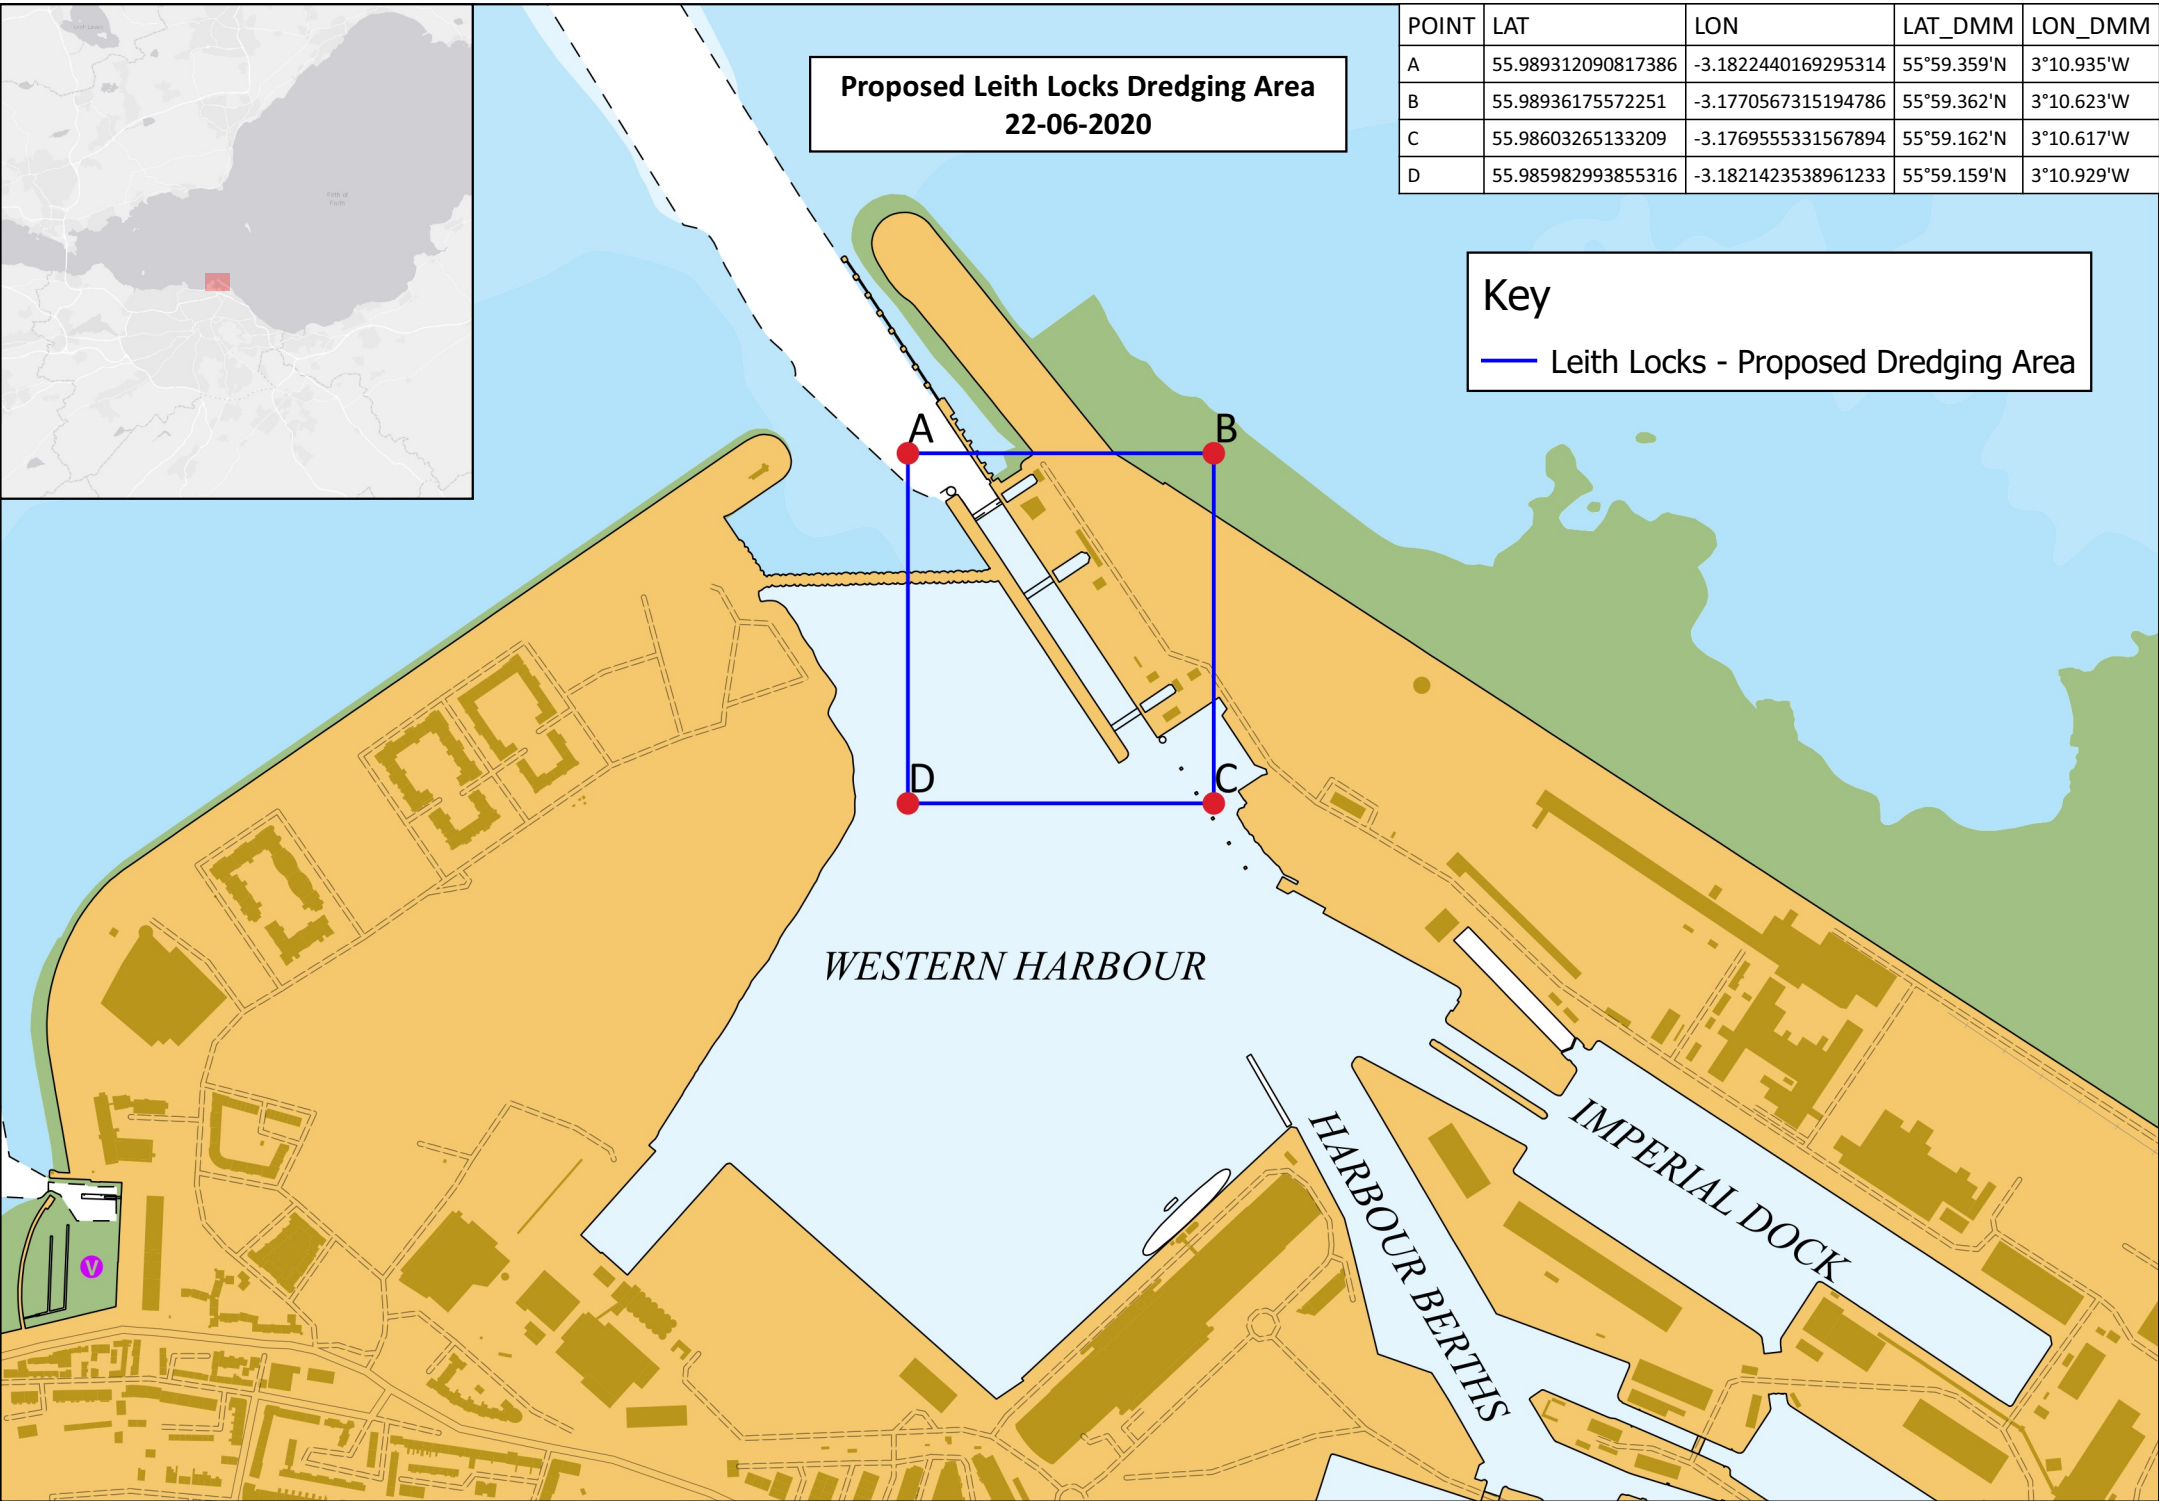 Proposed Leith Locks Dredging Area
22-06-2020
POINT LAT LON LAT_DMM LON_DMM
A 55.989312090817386 -3.1822440169295314 55°59.359'N 3°10.935'W
B 55.98936175572251 -3.1770567315194786 55°59.362'N 3°10.623'W
C 55.98603265133209 -3.1769555331567894 55°59.162'N 3°10.617'W
D 55.985982993855316 -3.1821423538961233 55°59.159'N 3°10.929'W
Firth of
Forth
Key
Leith Locks - Proposed Dredging Area
A
B
D
C
WESTERN HARBOUR
HARBOUR BERTHS
IMPERIAL DOCK
V